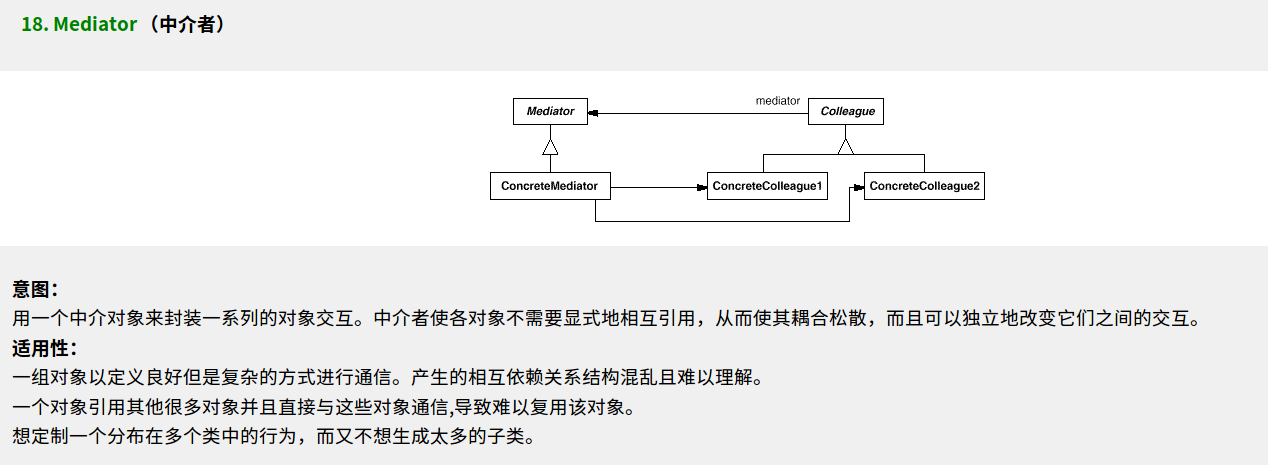 18. Mediator（中介者）
mediator
Mediator
Colleague
ConcreteMediator
ConcreteColleague1
ConcreteColleague2
意图：
用一个中介对象来封装一系列的对象交互。中介者使各对象不需要显式地相互引用，从而使其耦合松散，而且可以独立地改变它们之间的交互。
适用性：
一组对象以定义良好但是复杂的方式进行通信。产生的相互依赖关系结构混乱且难以理解。
一个对象引用其他很多对象并且直接与这些对象通信,导致难以复用该对象。
想定制一个分布在多个类中的行为，而又不想生成太多的子类。